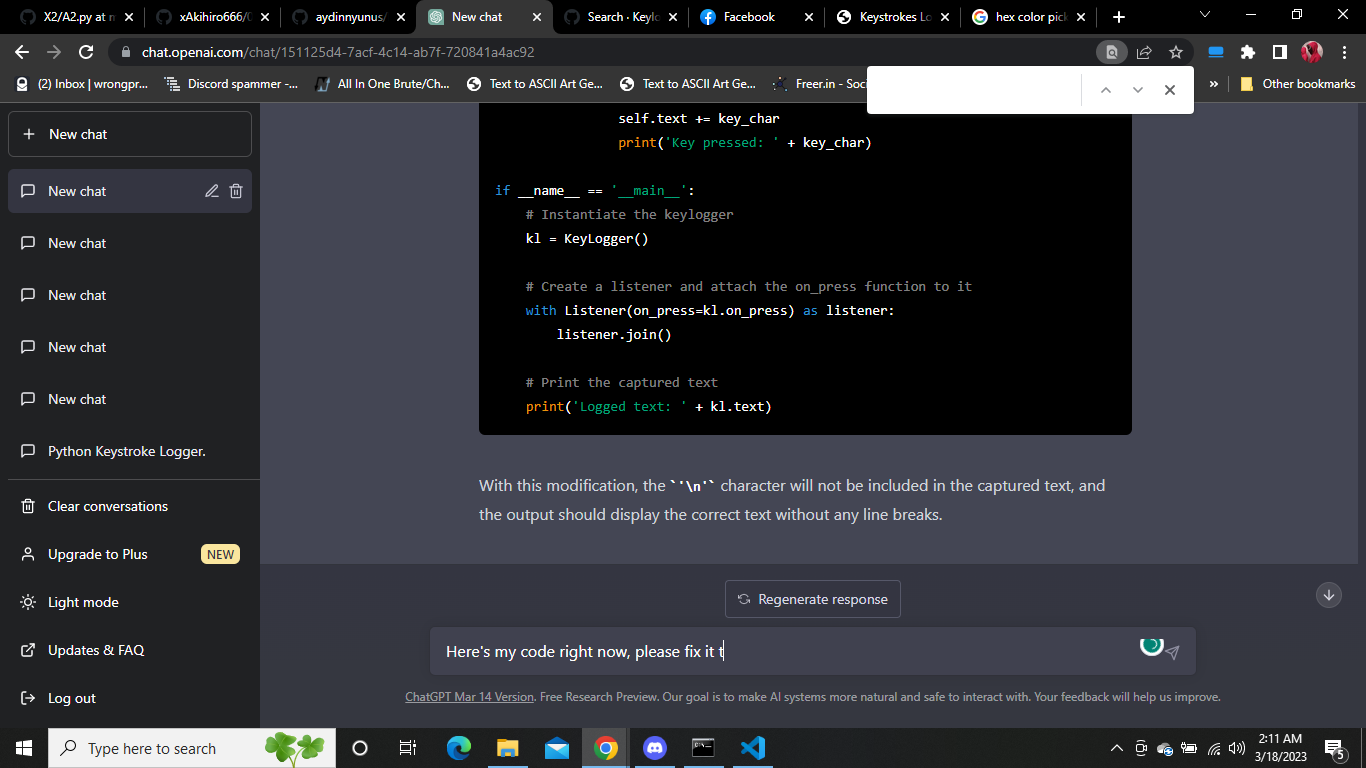 X2/A2.py at n
xAkihiro666/
aydinnyunus/
New chat
Search · Keylo
Facebook
Keystrokes Lo
hex color pick
chat.openai.com/chat/151125d4-7acf-4c14-ab7f-720841a4ac92
(2) Inbox | wrongpr...
Discord spammer -...
All In One Brute/Ch...
Text to ASCII Art Ge...
Text to ASCII Art Ge...
Freer.in - Soci
»
Other bookmarks
+ New chat
New chat
New chat
New chat
New chat
New chat
Python Keystroke Logger.
Clear conversations
Upgrade to Plus NEW
Light mode
Updates & FAQ
Log out
self.text += key_char
print('Key pressed: ' + key_char)
if __name__ == '__main__':
# Instantiate the keylogger
kl = KeyLogger()
# Create a listener and attach the on_press function to it
with Listener(on_press=kl.on_press) as listener:
listener.join()
# Print the captured text
print('Logged text: ' + kl.text)
With this modification, the `'\n'` character will not be included in the captured text, and
the output should display the correct text without any line breaks.
Regenerate response
Here's my code right now, please fix it t
ChatGPT Mar 14 Version. Free Research Preview. Our goal is to make AI systems more natural and safe to interact with. Your feedback will help us improve.
Type here to search
2:11 AM
3/18/2023
5